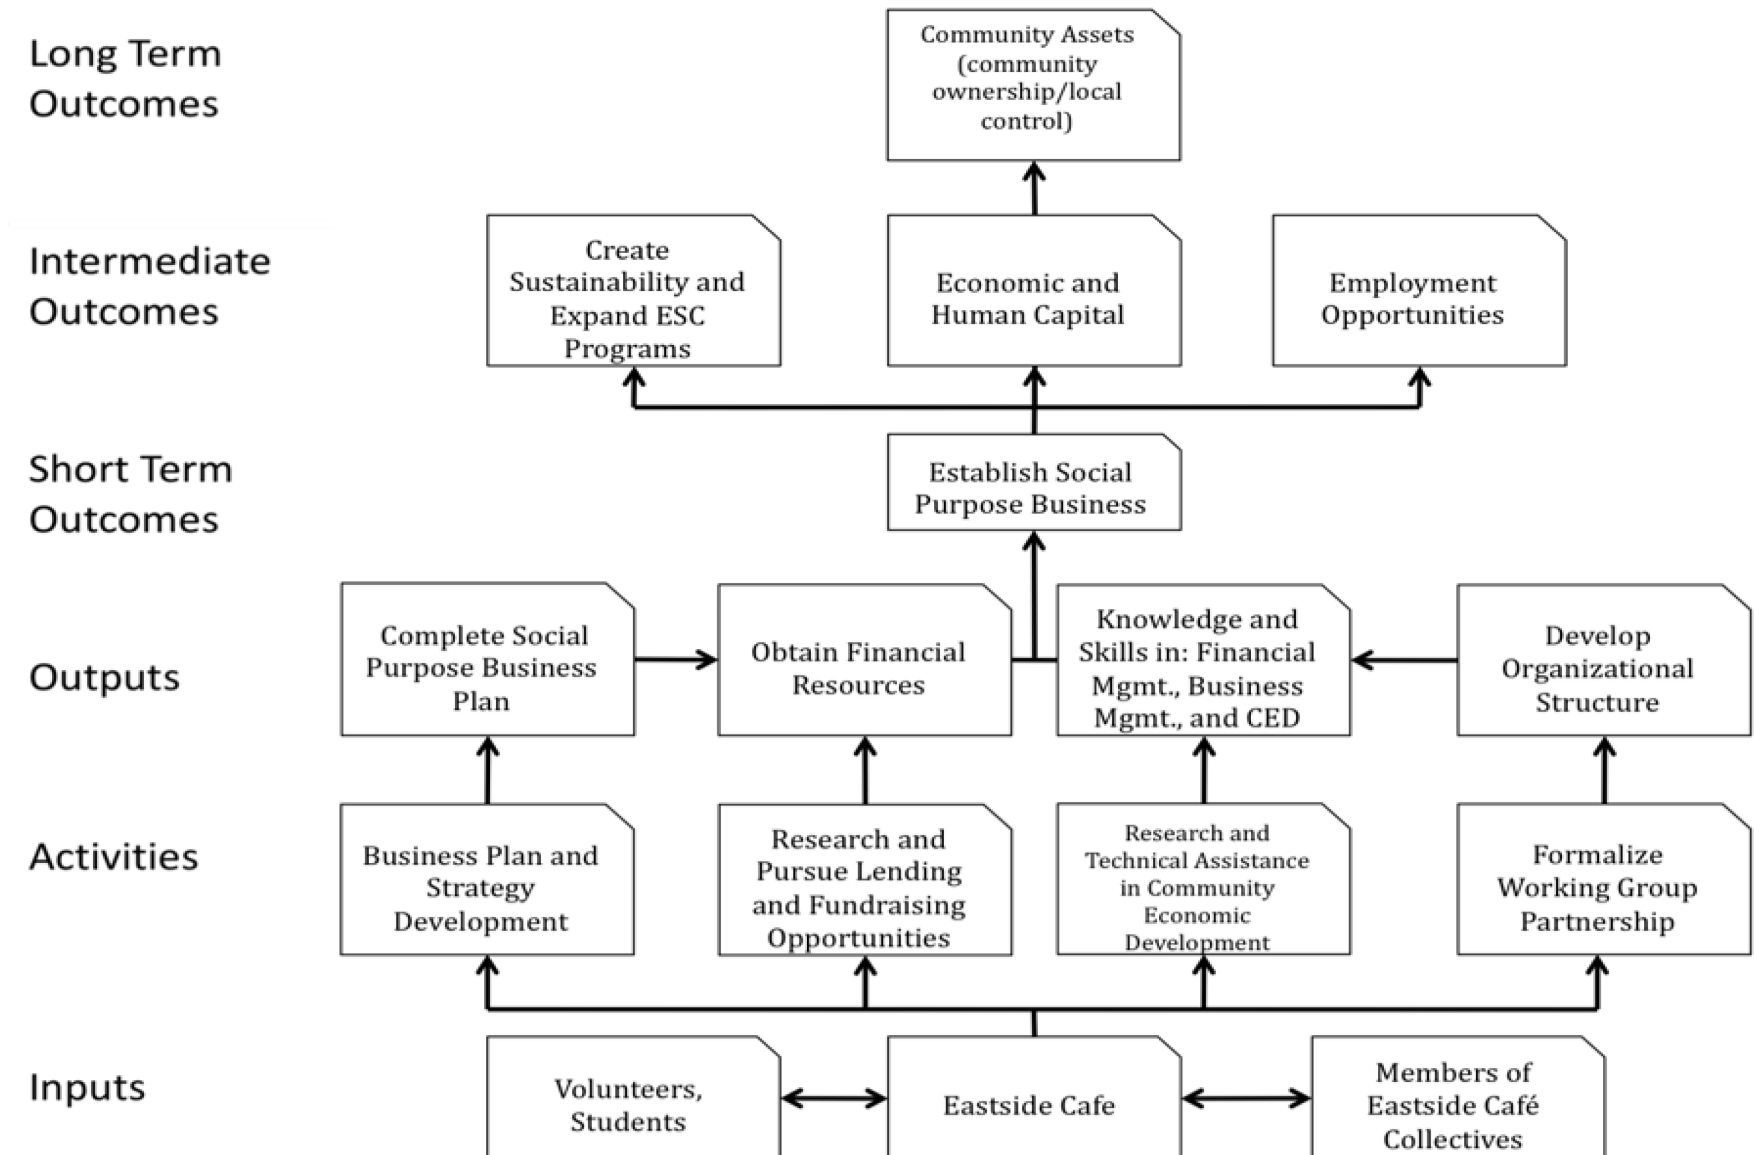 Long Term
Outcomes
Community Assets
(community
ownership/local
control)
Intermediate
Outcomes
Create
Sustainability and
Expand ESC
Programs
Economic and
Human Capital
Employment
Opportunities
Short Term
Outcomes
Establish Social
Purpose Business
Outputs
Complete Social
Purpose Business
Plan
Obtain Financial
Resources
Knowledge and
Skills in: Financial
Mgmt., Business
Mgmt., and CED
Develop
Organizational
Structure
Activities
Business Plan and
Strategy
Development
Research and
Pursue Lending
and Fundraising
Opportunities
Research and
Technical Assistance
in Community
Economic
Development
Formalize
Working Group
Partnership
Inputs
Volunteers,
Students
Eastside Cafe
Members of
Eastside Café
Collectives